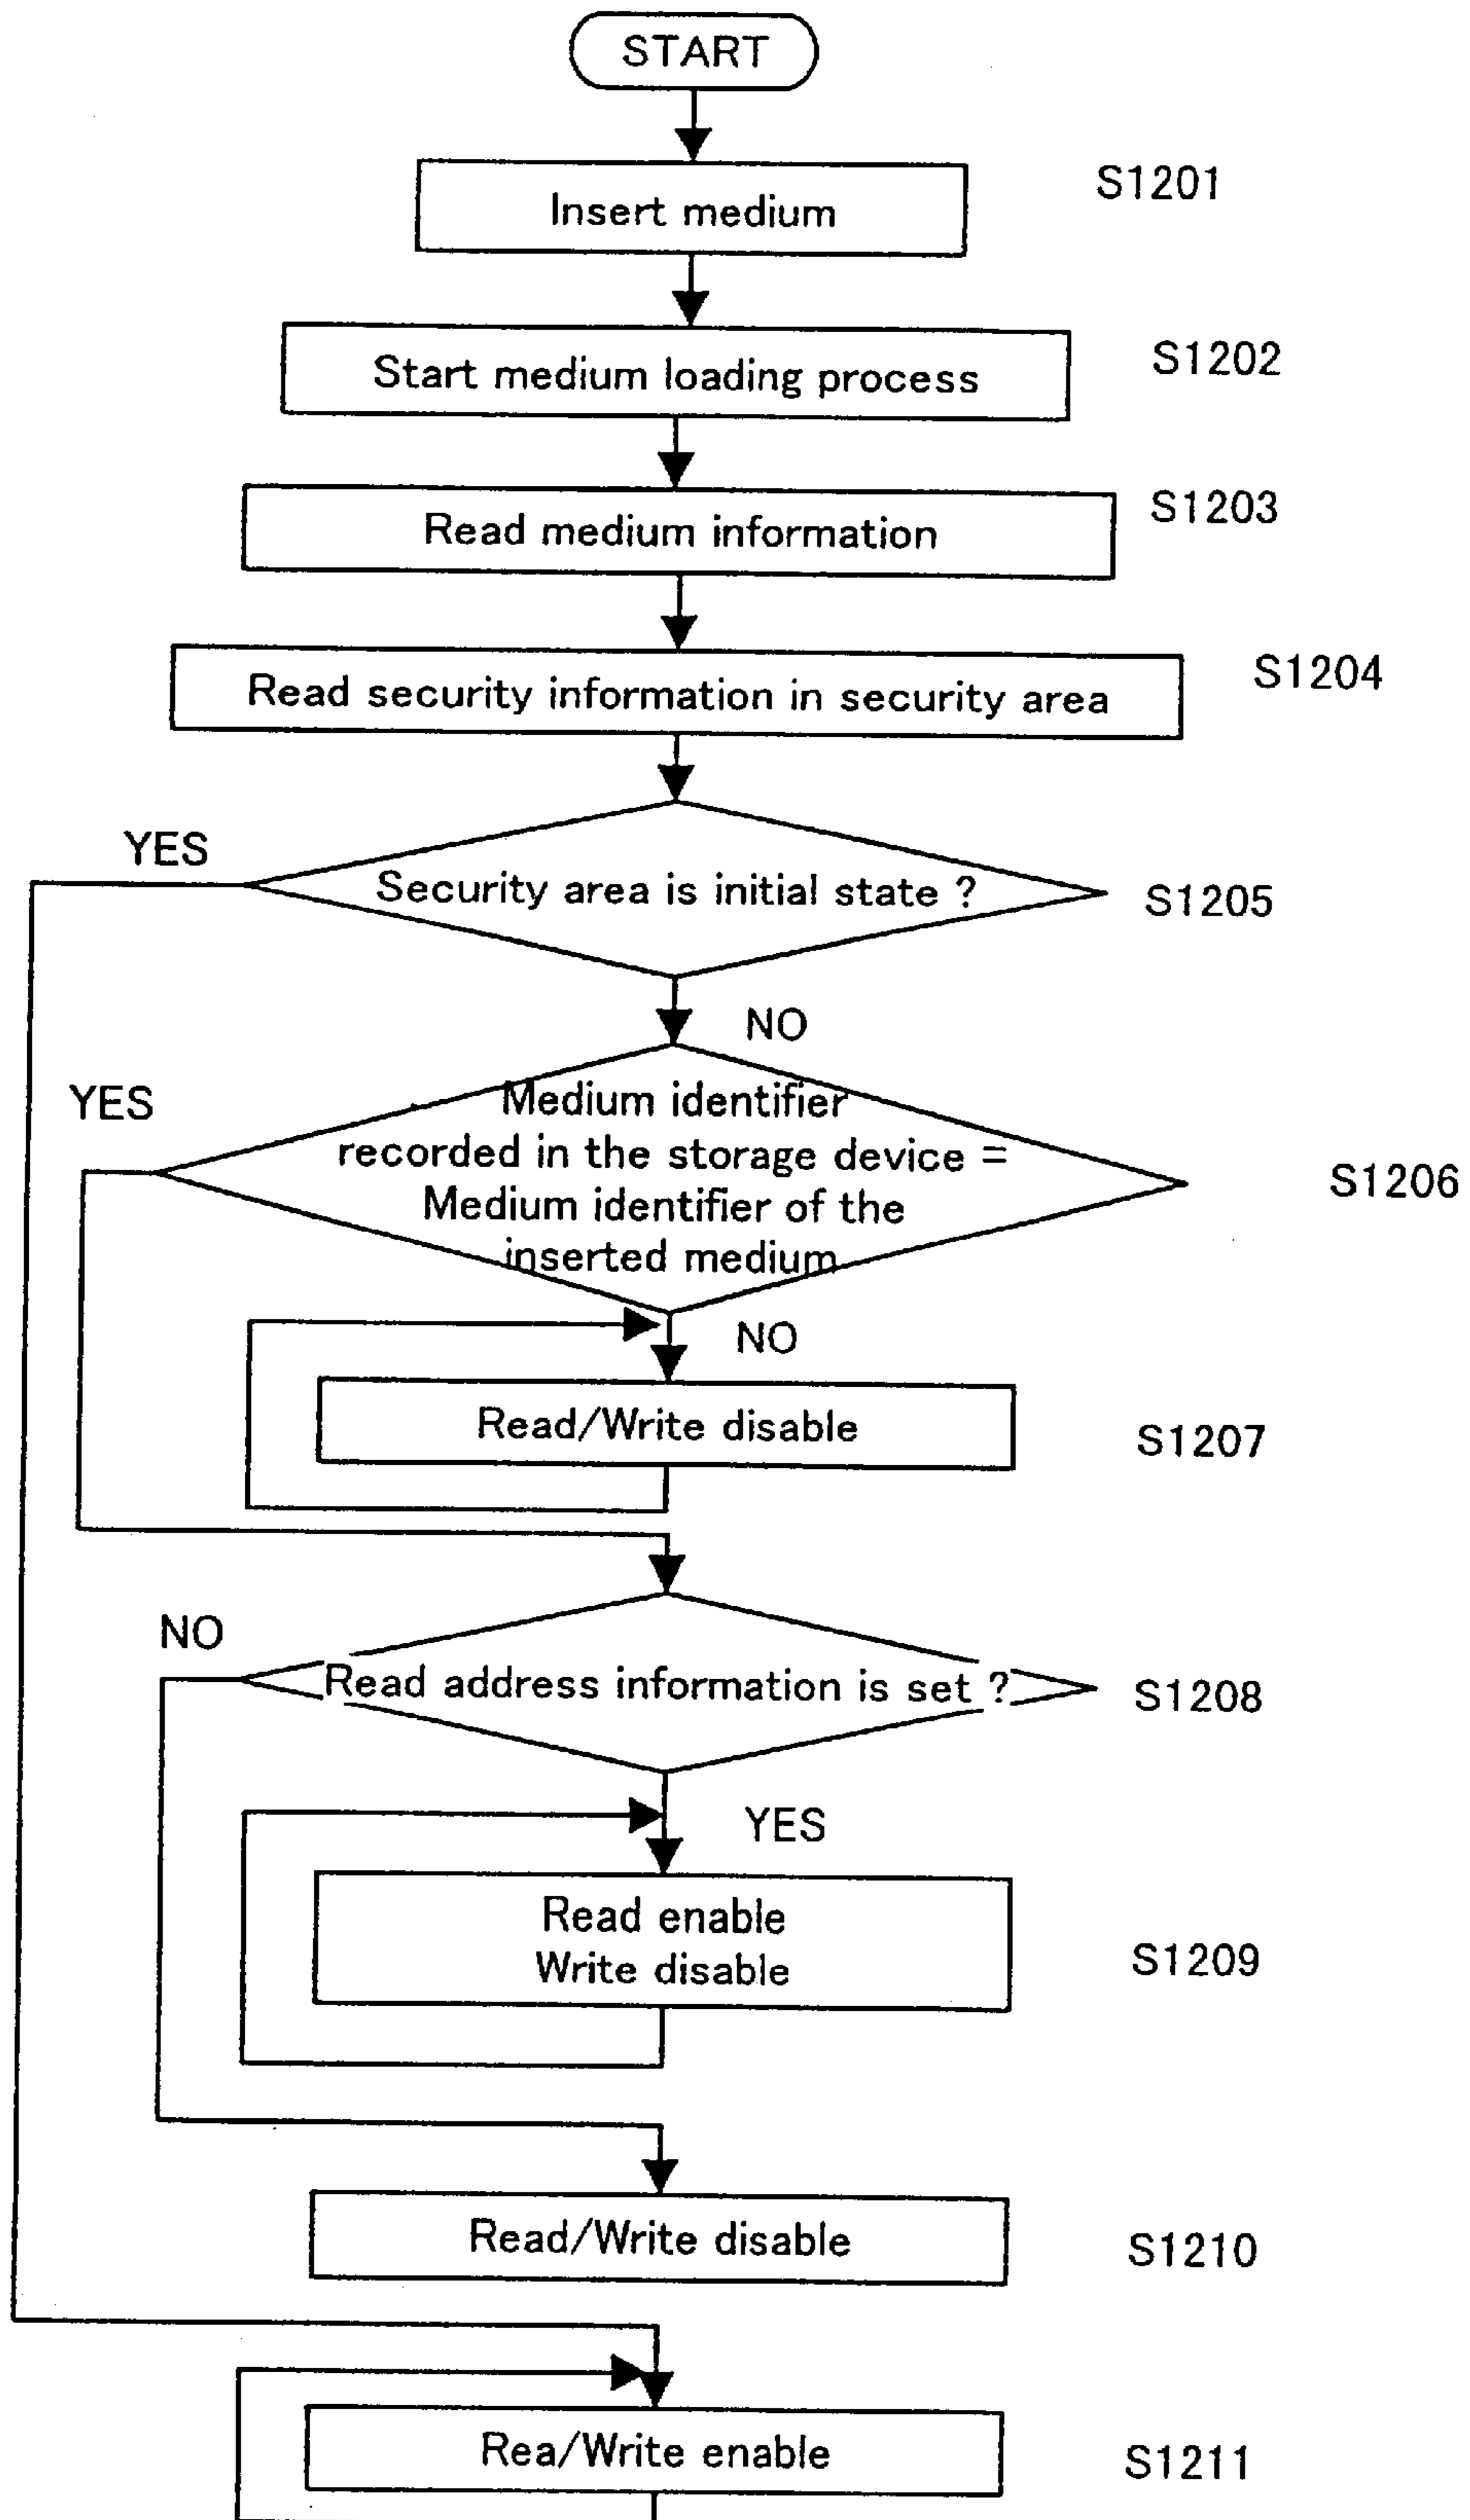 START
Insert medium
S1201
Start medium loading process
S1202
Read medium information
S1203
Read security information in security area
S1204
YES
Security area is initial state ?
S1205
NO
YES
Medium identifier
recorded in the storage device =
Medium identifier of the
inserted medium
S1206
NO
Read/Write disable
S1207
NO
Read address information is set ?
S1208
YES
Read enable
Write disable
S1209
Read/Write disable
S1210
Rea/Write enable
S1211